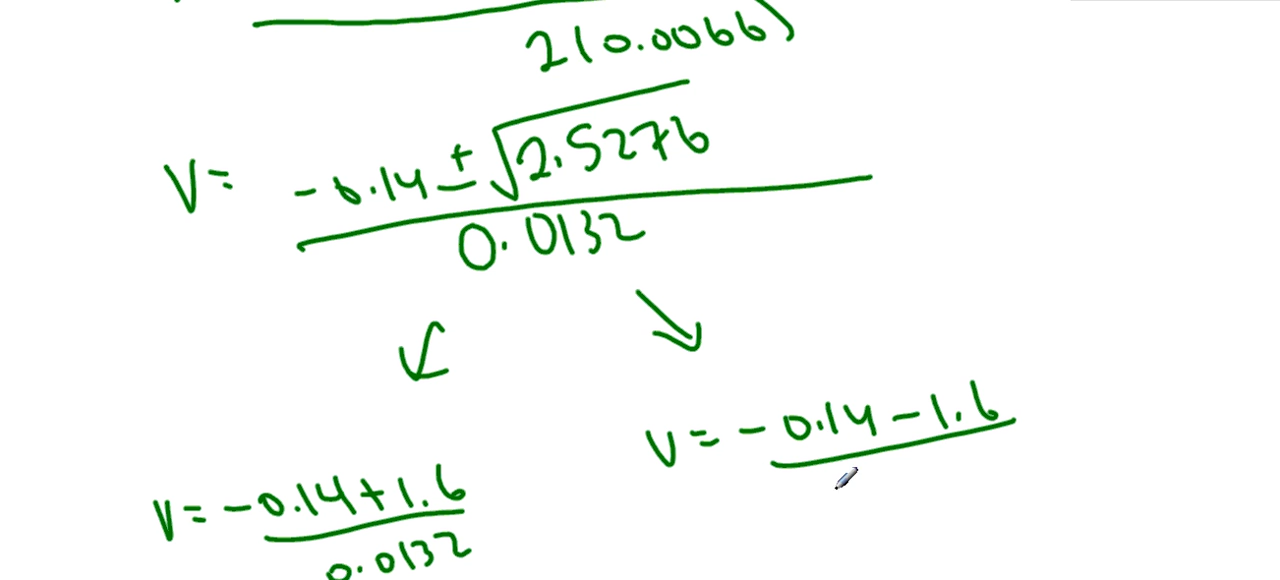 2(0.0066)
V = -0.14 ± √2.5276
0.0132
V = -0.14 - 1.6
V = -0.14 + 1.6
0.0132